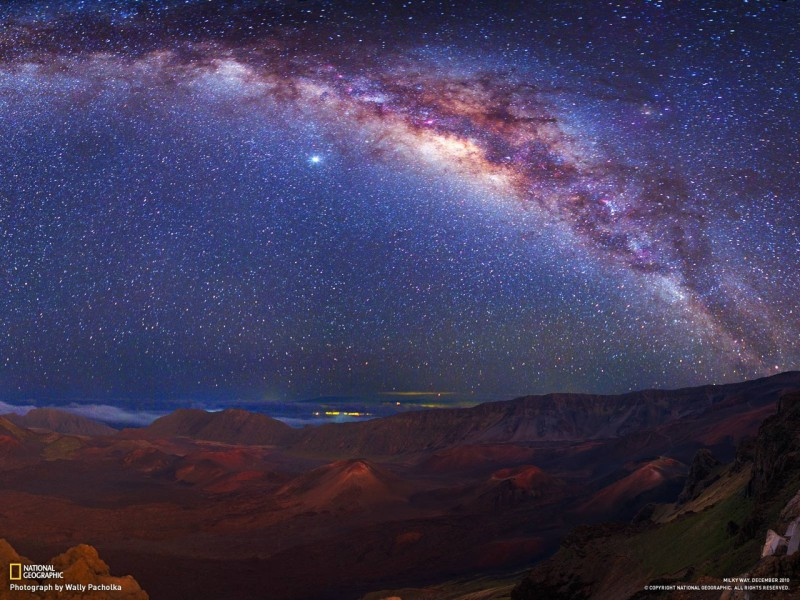 NATIONAL
GEOGRAPHIC
Photograph by Wally Pacholka
MILKY WAY, DECEMBER 2010
© COPYRIGHT NATIONAL GEOGRAPHIC. ALL RIGHTS RESERVED.